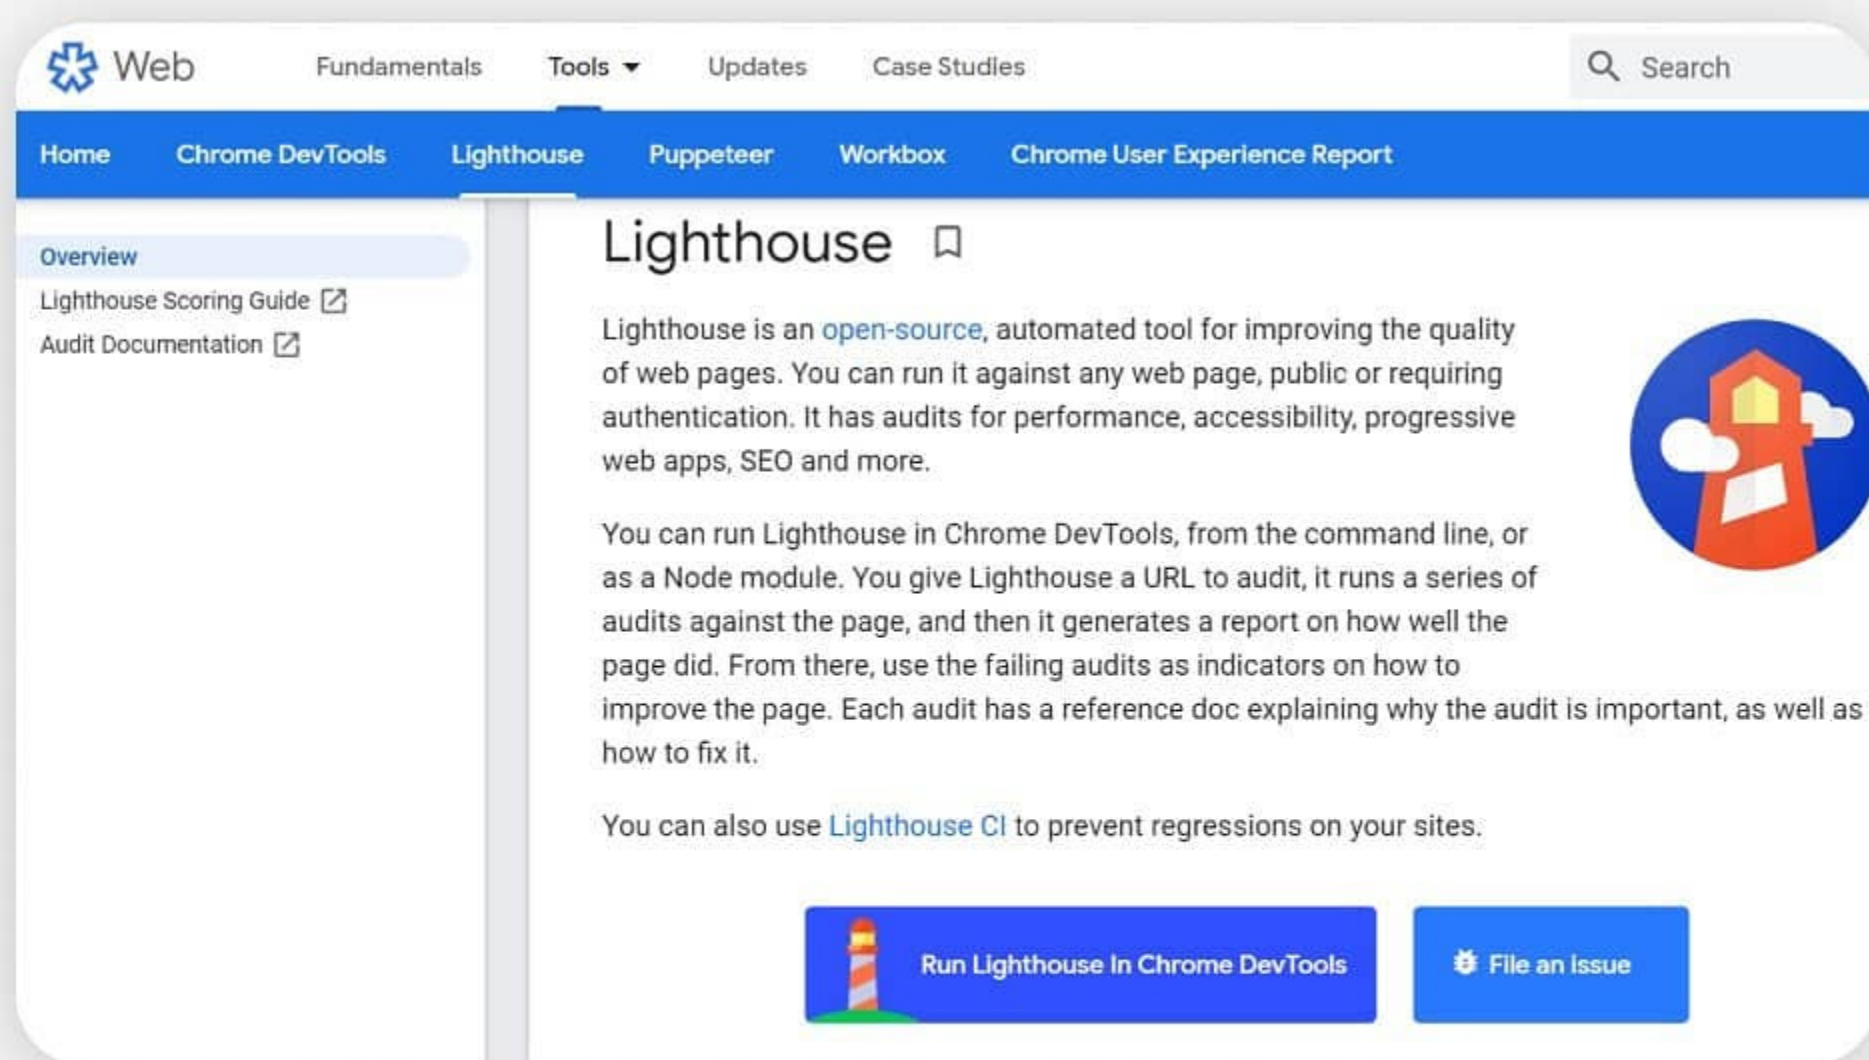 Web
Fundamentals
Tools
Updates
Case Studies
Search
Home
Chrome DevTools
Lighthouse
Puppeteer
Workbox
Chrome User Experience Report
Overview
Lighthouse Scoring Guide
Audit Documentation
Lighthouse
Lighthouse is an open-source, automated tool for improving the quality
of web pages. You can run it against any web page, public or requiring
authentication. It has audits for performance, accessibility, progressive
web apps, SEO and more.
You can run Lighthouse in Chrome DevTools, from the command line, or
as a Node module. You give Lighthouse a URL to audit, it runs a series of
audits against the page, and then it generates a report on how well the
page did. From there, use the failing audits as indicators on how to
improve the page. Each audit has a reference doc explaining why the audit is important, as well as
how to fix it.
You can also use Lighthouse CI to prevent regressions on your sites.
Run Lighthouse In Chrome DevTools
File an Issue